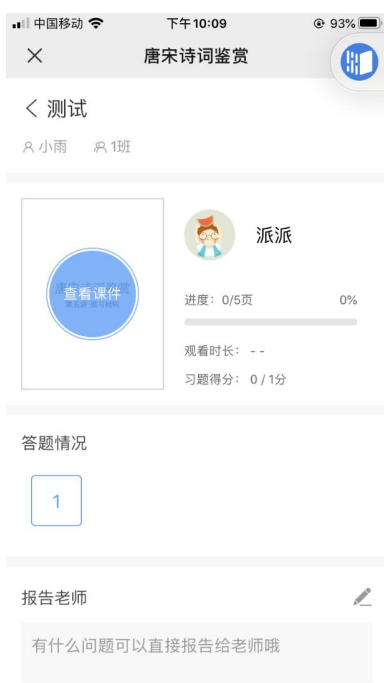 中国移动 下午10:09 93%
唐宋诗词鉴赏
测试
小雨 1班
查看课件
派派
进度：0/5页 0%
观看时长： - -
习题得分： 0 / 1分
答题情况
1
报告老师
有什么问题可以直接报告给老师哦